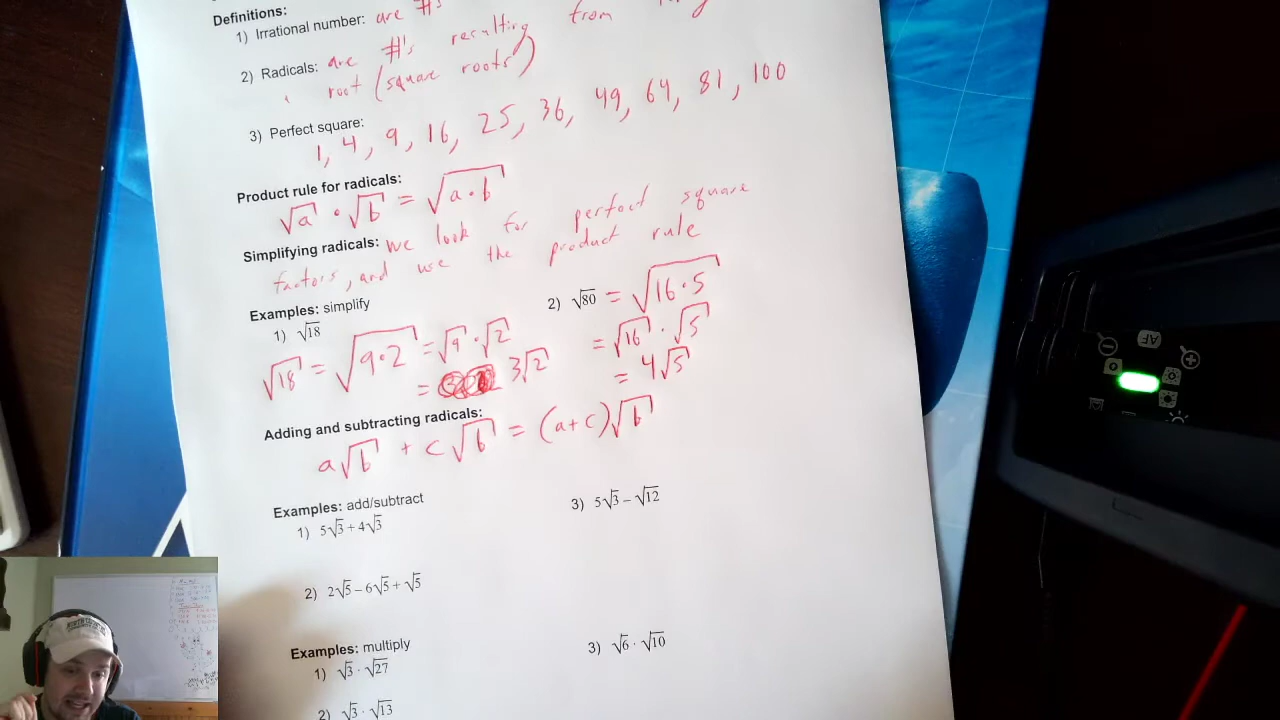 Definitions:
1) Irrational number: are #'s
2) Radicals: are #'s resulting from
root (square roots)
3) Perfect square:
1, 4, 9, 16, 25, 36, 49, 64, 81, 100
Product rule for radicals:
√a · √b = √a·b
Simplifying radicals: we look for perfect square
factors, and use the product rule
Examples: simplify
1) √18
√18 = √9·2 = √9 · √2
= 3√2
2) √80 = √16·5
= √16 · √5
= 4√5
Adding and subtracting radicals:
a√b + c√b = (a+c)√b
Examples: add/subtract
1) 5√3 + 4√3
2) 2√5 – 6√5 + √5
3) 5√3 – √12
Examples: multiply
1) √3 · √27
2) √3 · √13
3) √6 · √10
AF